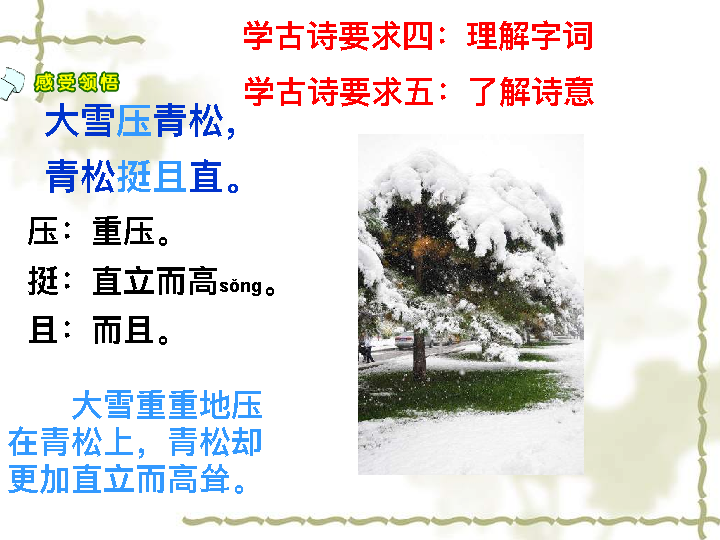 学古诗要求四：理解字词
感受领悟
学古诗要求五：了解诗意
大雪压青松，
青松挺且直。
压：重压。
挺：直立而高sǒng。
且：而且。
大雪重重地压
在青松上，青松却
更加直立而高耸。